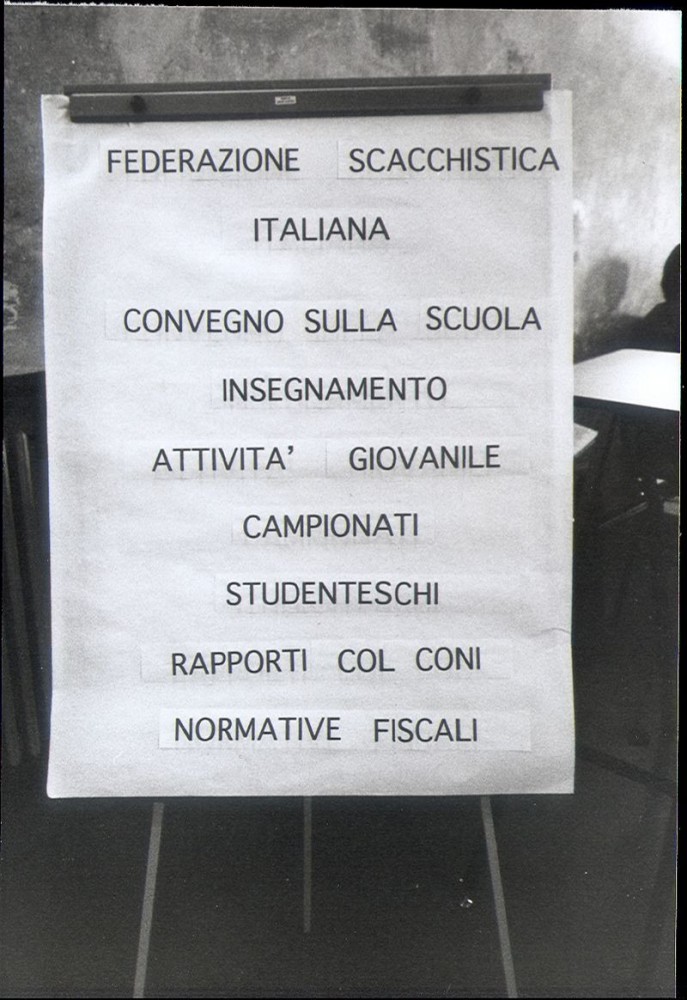 FEDERAZIONE SCACCHISTICA
ITALIANA
CONVEGNO SULLA SCUOLA
INSEGNAMENTO
ATTIVITA' GIOVANILE
CAMPIONATI
STUDENTESCHI
RAPPORTI COL CONI
NORMATIVE FISCALI